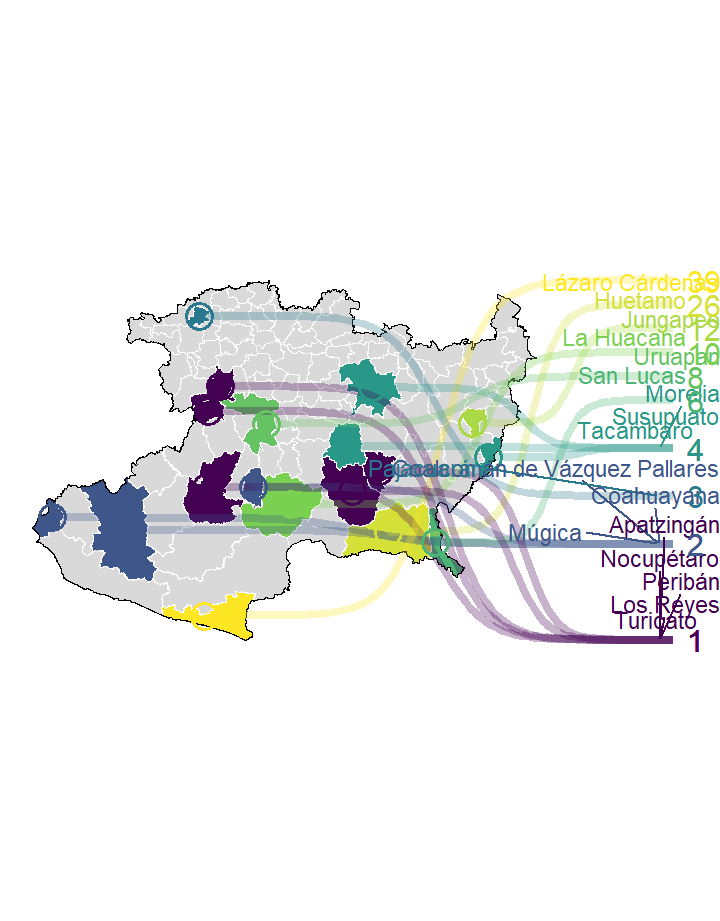 Lázaro Cárdenas 39
Huetamo 26
Jungapeo 12
La Huacana
Uruapan 10
San Lucas 8
Morelia 6
Susupuato
Tacámbaro 4
Coalcomán de Vázquez Pallares
Coahuayana 3
Apatzingán
Múgica 2
Nocupétaro
Peribán
Los Reyes
Turicato 1